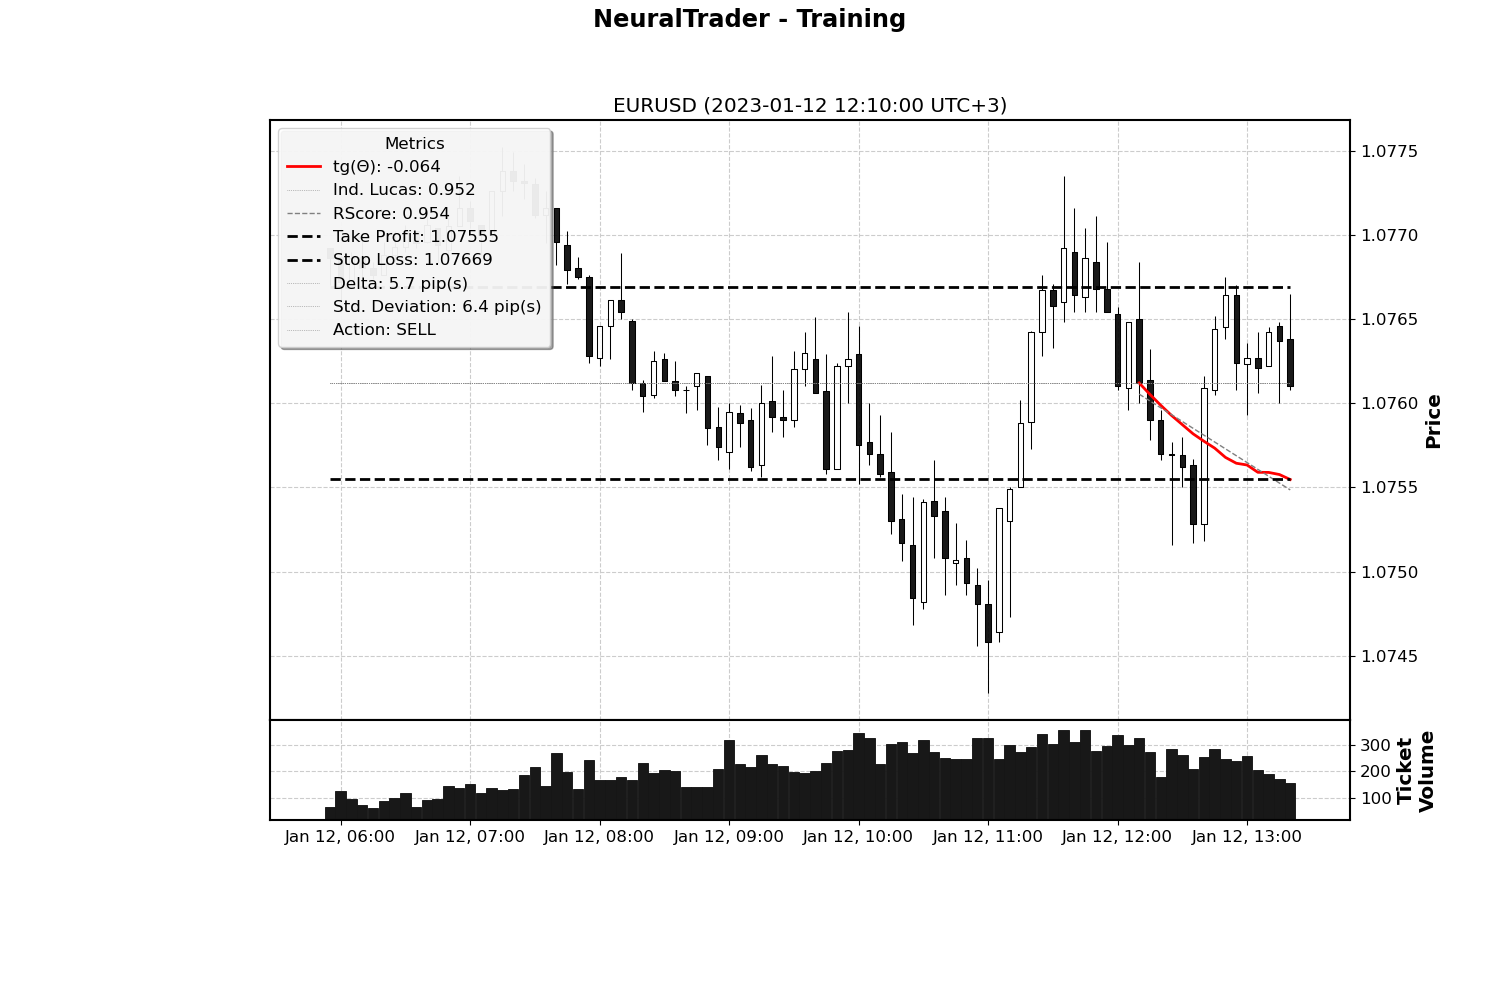 NeuralTrader - Training
EURUSD (2023-01-12 12:10:00 UTC+3)
Metrics
tg(Θ): -0.064
Ind. Lucas: 0.952
RScore: 0.954
Take Profit: 1.07555
Stop Loss: 1.07669
Delta: 5.7 pip(s)
Std. Deviation: 6.4 pip(s)
Action: SELL
1.0775
1.0770
1.0765
1.0760
1.0755
1.0750
1.0745
Price
300
200
100
Ticket
Volume
Jan 12, 06:00
Jan 12, 07:00
Jan 12, 08:00
Jan 12, 09:00
Jan 12, 10:00
Jan 12, 11:00
Jan 12, 12:00
Jan 12, 13:00